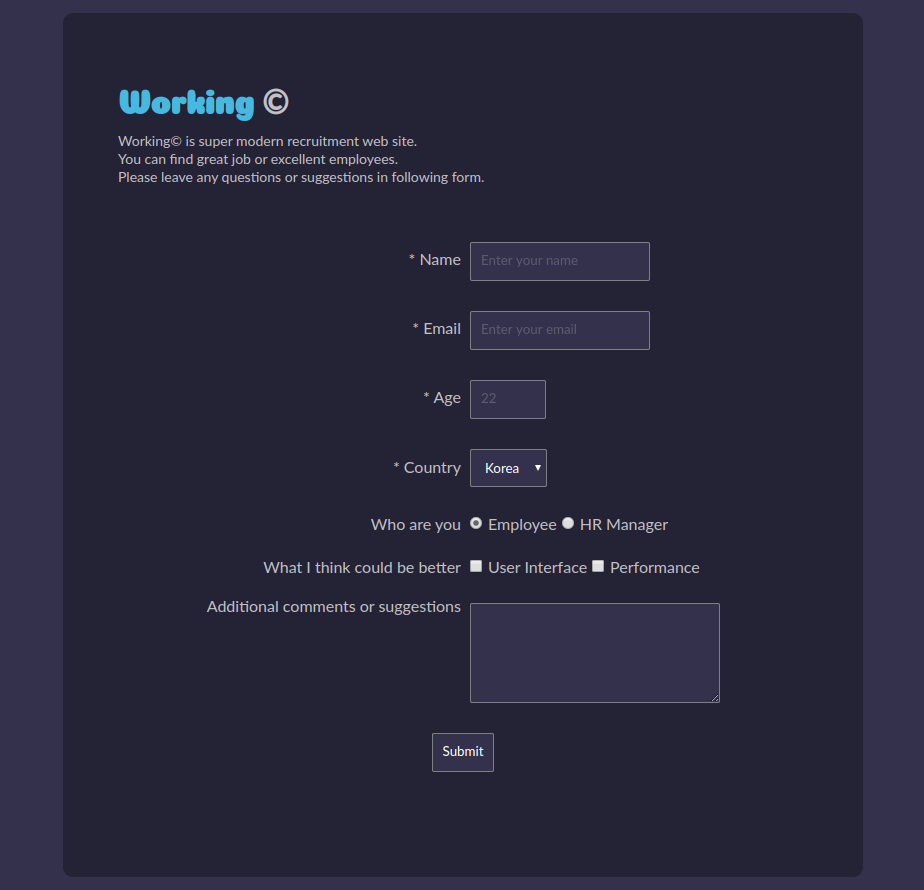 Working ©
Working© is super modern recruitment web site.
You can find great job or excellent employees.
Please leave any questions or suggestions in following form.
* Name Enter your name
* Email Enter your email
* Age 22
* Country Korea
Who are you Employee HR Manager
What I think could be better User Interface Performance
Additional comments or suggestions
Submit